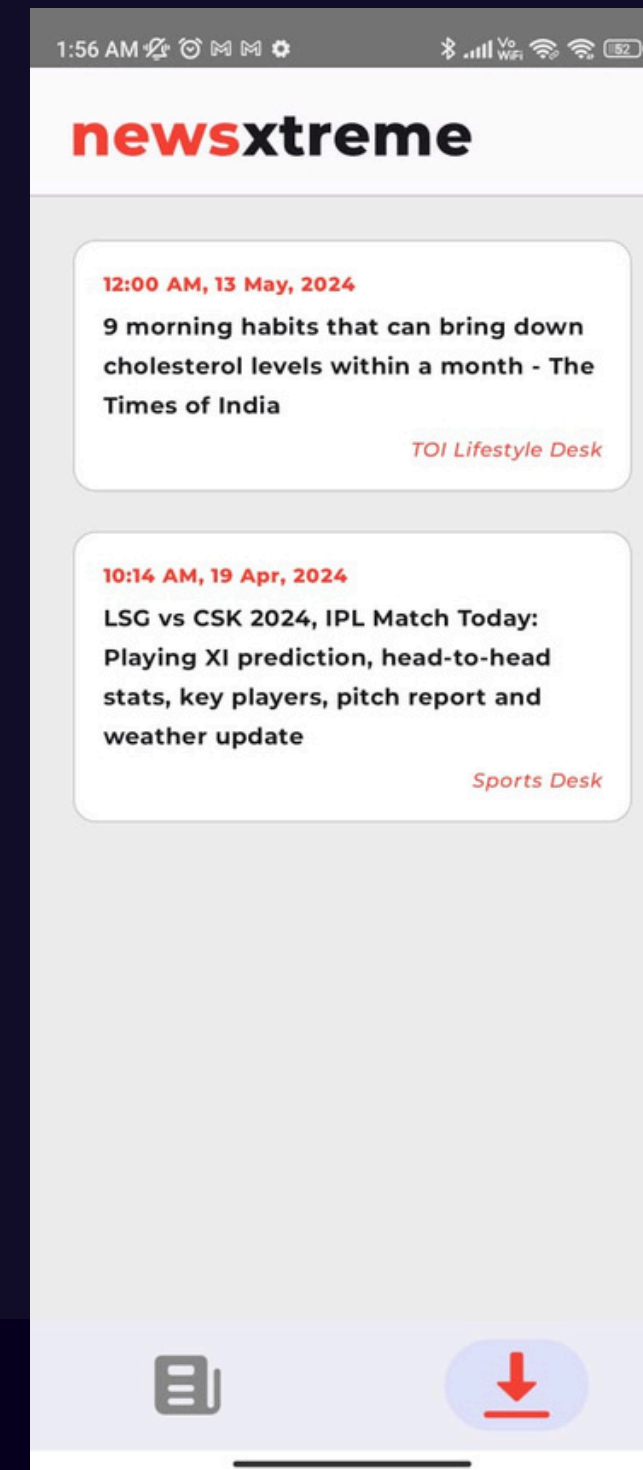 1:56 AM
Vo
WiFi
52
newsxtreme
12:00 AM, 13 May, 2024
9 morning habits that can bring down
cholesterol levels within a month - The
Times of India
TOI Lifestyle Desk
10:14 AM, 19 Apr, 2024
LSG vs CSK 2024, IPL Match Today:
Playing XI prediction, head-to-head
stats, key players, pitch report and
weather update
Sports Desk